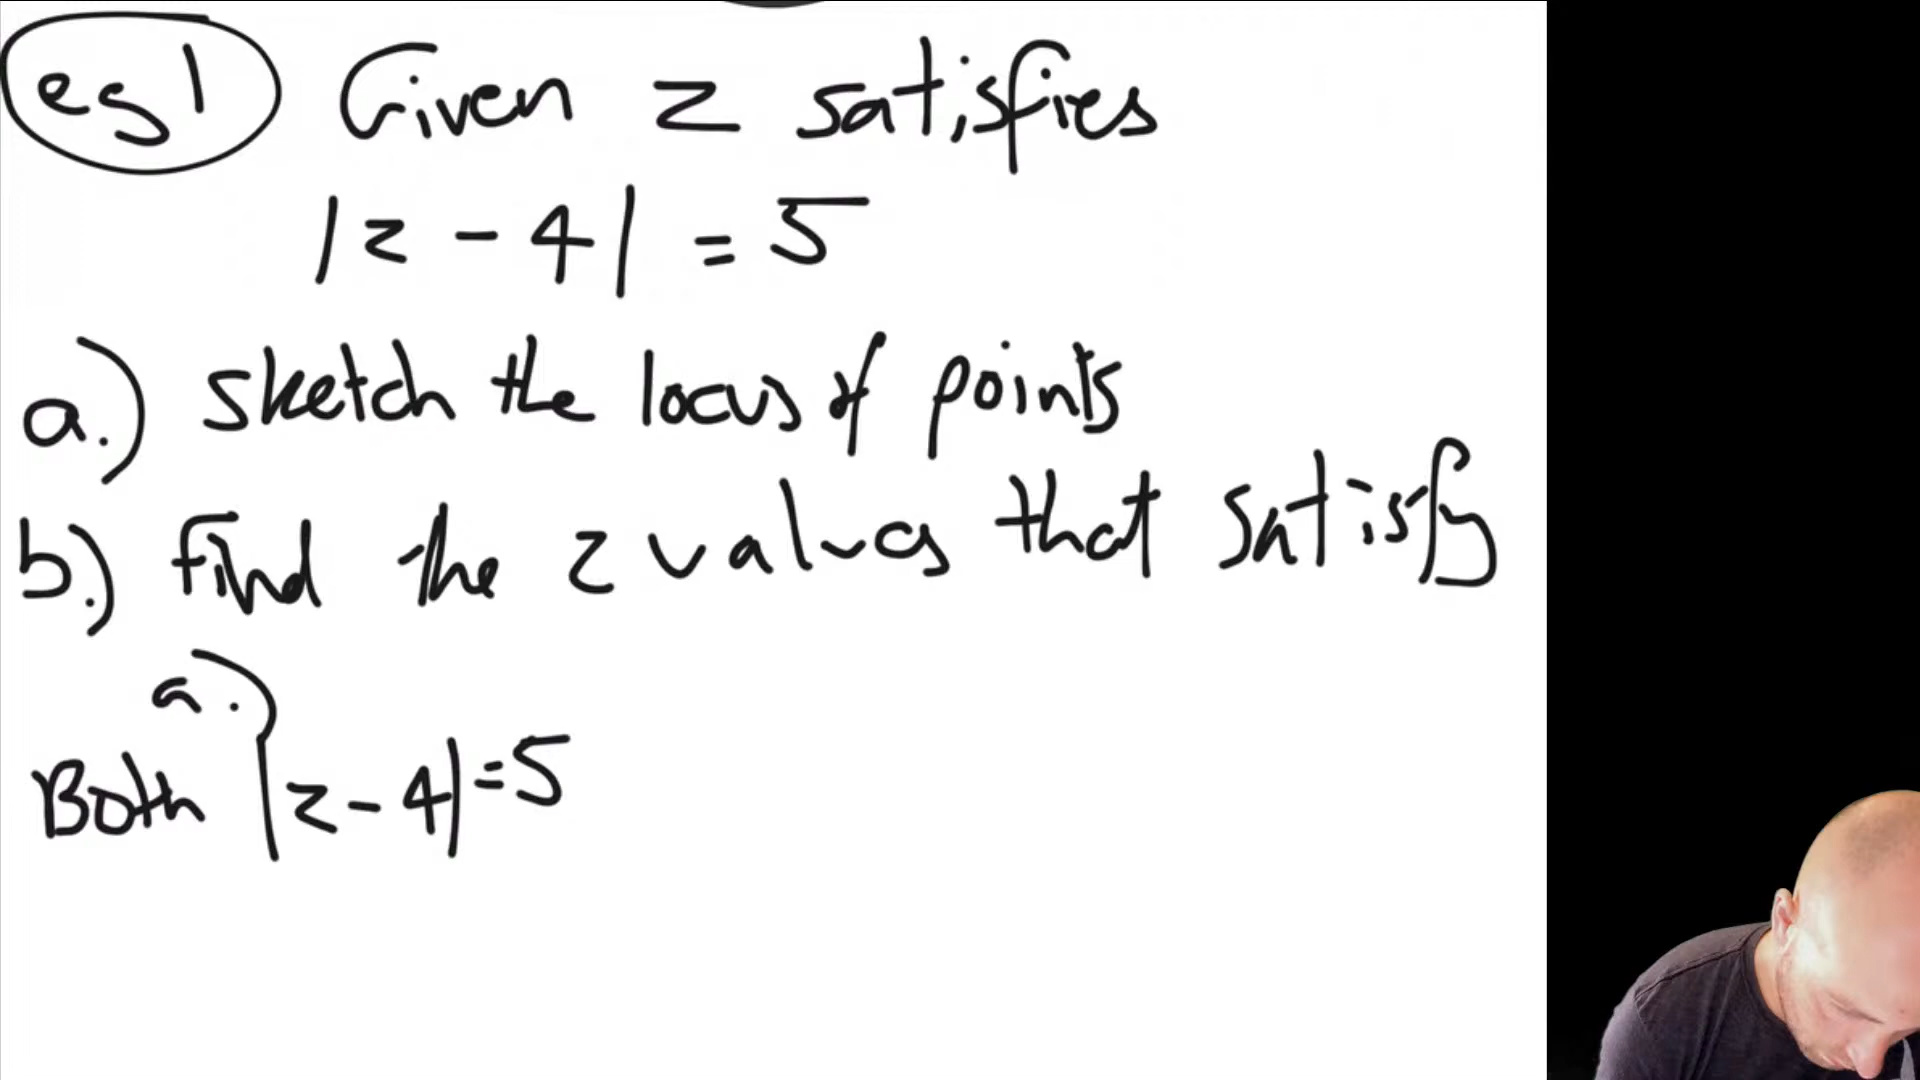 eg1 Given z satisfies
|z - 4| = 5
a.) sketch the locus of points
b.) find the z values that satisfy
a.)
Both |z - 4| = 5